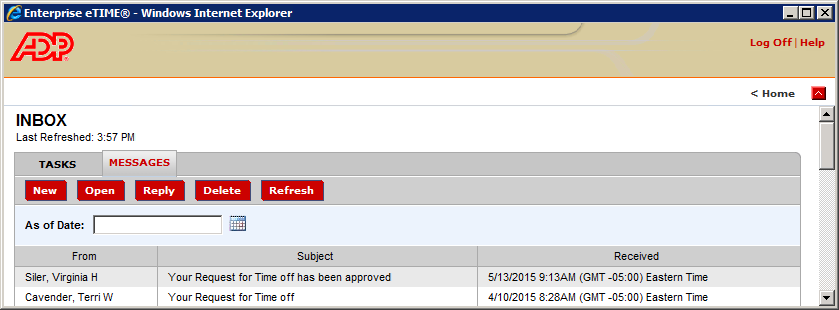 Enterprise eTIME® - Windows Internet Explorer
ADP
Log Off | Help
< Home
INBOX
Last Refreshed: 3:57 PM
TASKS MESSAGES
New Open Reply Delete Refresh
As of Date:
From Subject Received
Siler, Virginia H Your Request for Time off has been approved 5/13/2015 9:13AM (GMT -05:00) Eastern Time
Cavender, Terri W Your Request for Time off 4/10/2015 8:28AM (GMT -05:00) Eastern Time